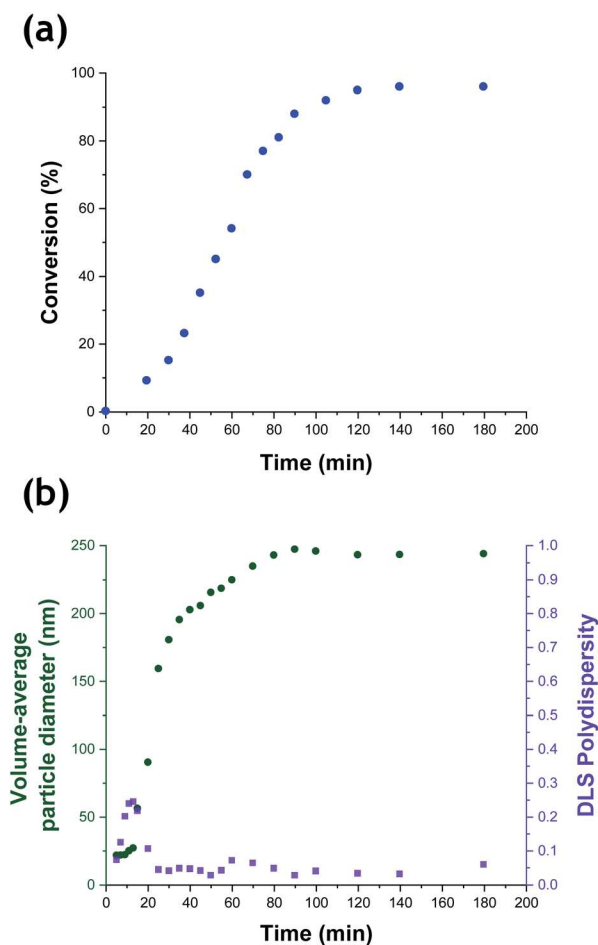 (a)
100
80
60
40
20
0
Conversion (%)
0 20 40 60 80 100 120 140 160 180 200
Time (min)
(b)
250
200
150
100
50
0
Volume-average
particle diameter (nm)
1.0
0.9
0.8
0.7
0.6
0.5
0.4
0.3
0.2
0.1
0.0
DLS Polydispersity
0 20 40 60 80 100 120 140 160 180 200
Time (min)